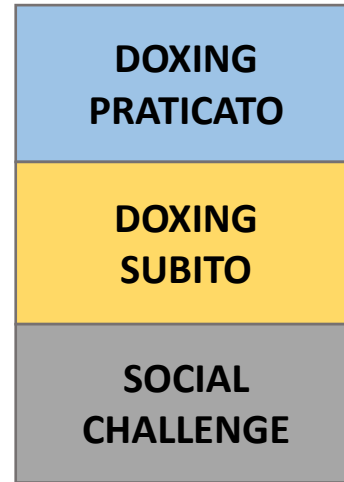 DOXING
PRATICATO
DOXING
SUBITO
SOCIAL
CHALLENGE